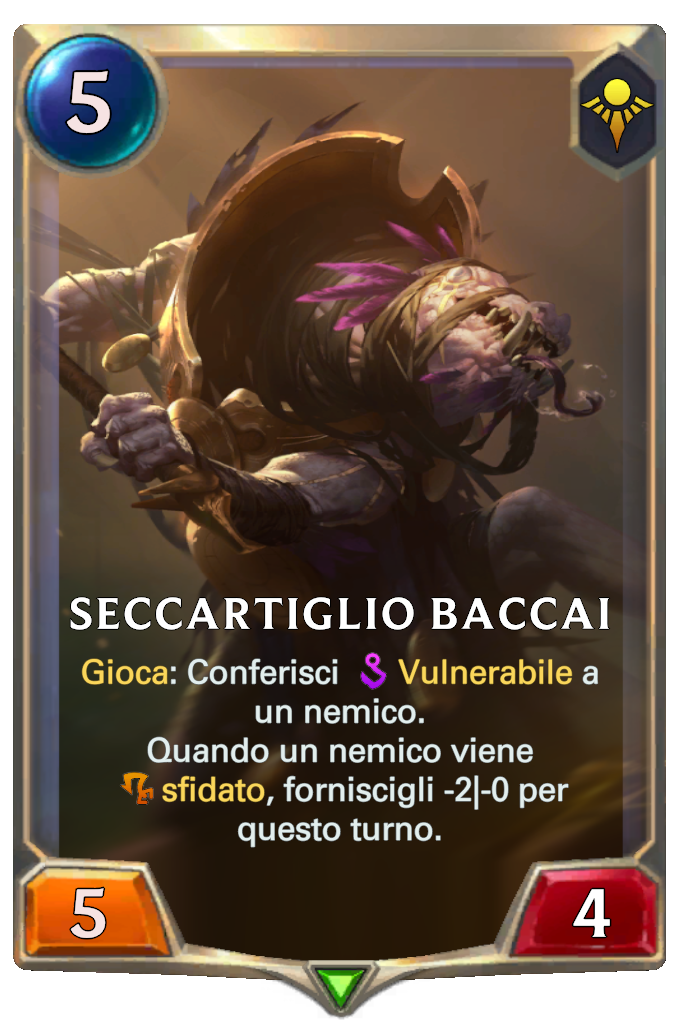 5
SECCARTIGLIO BACCAI
Gioca: Conferisci Vulnerabile a
un nemico.
Quando un nemico viene
sfidato, forniscigli -2|-0 per
questo turno.
5
4